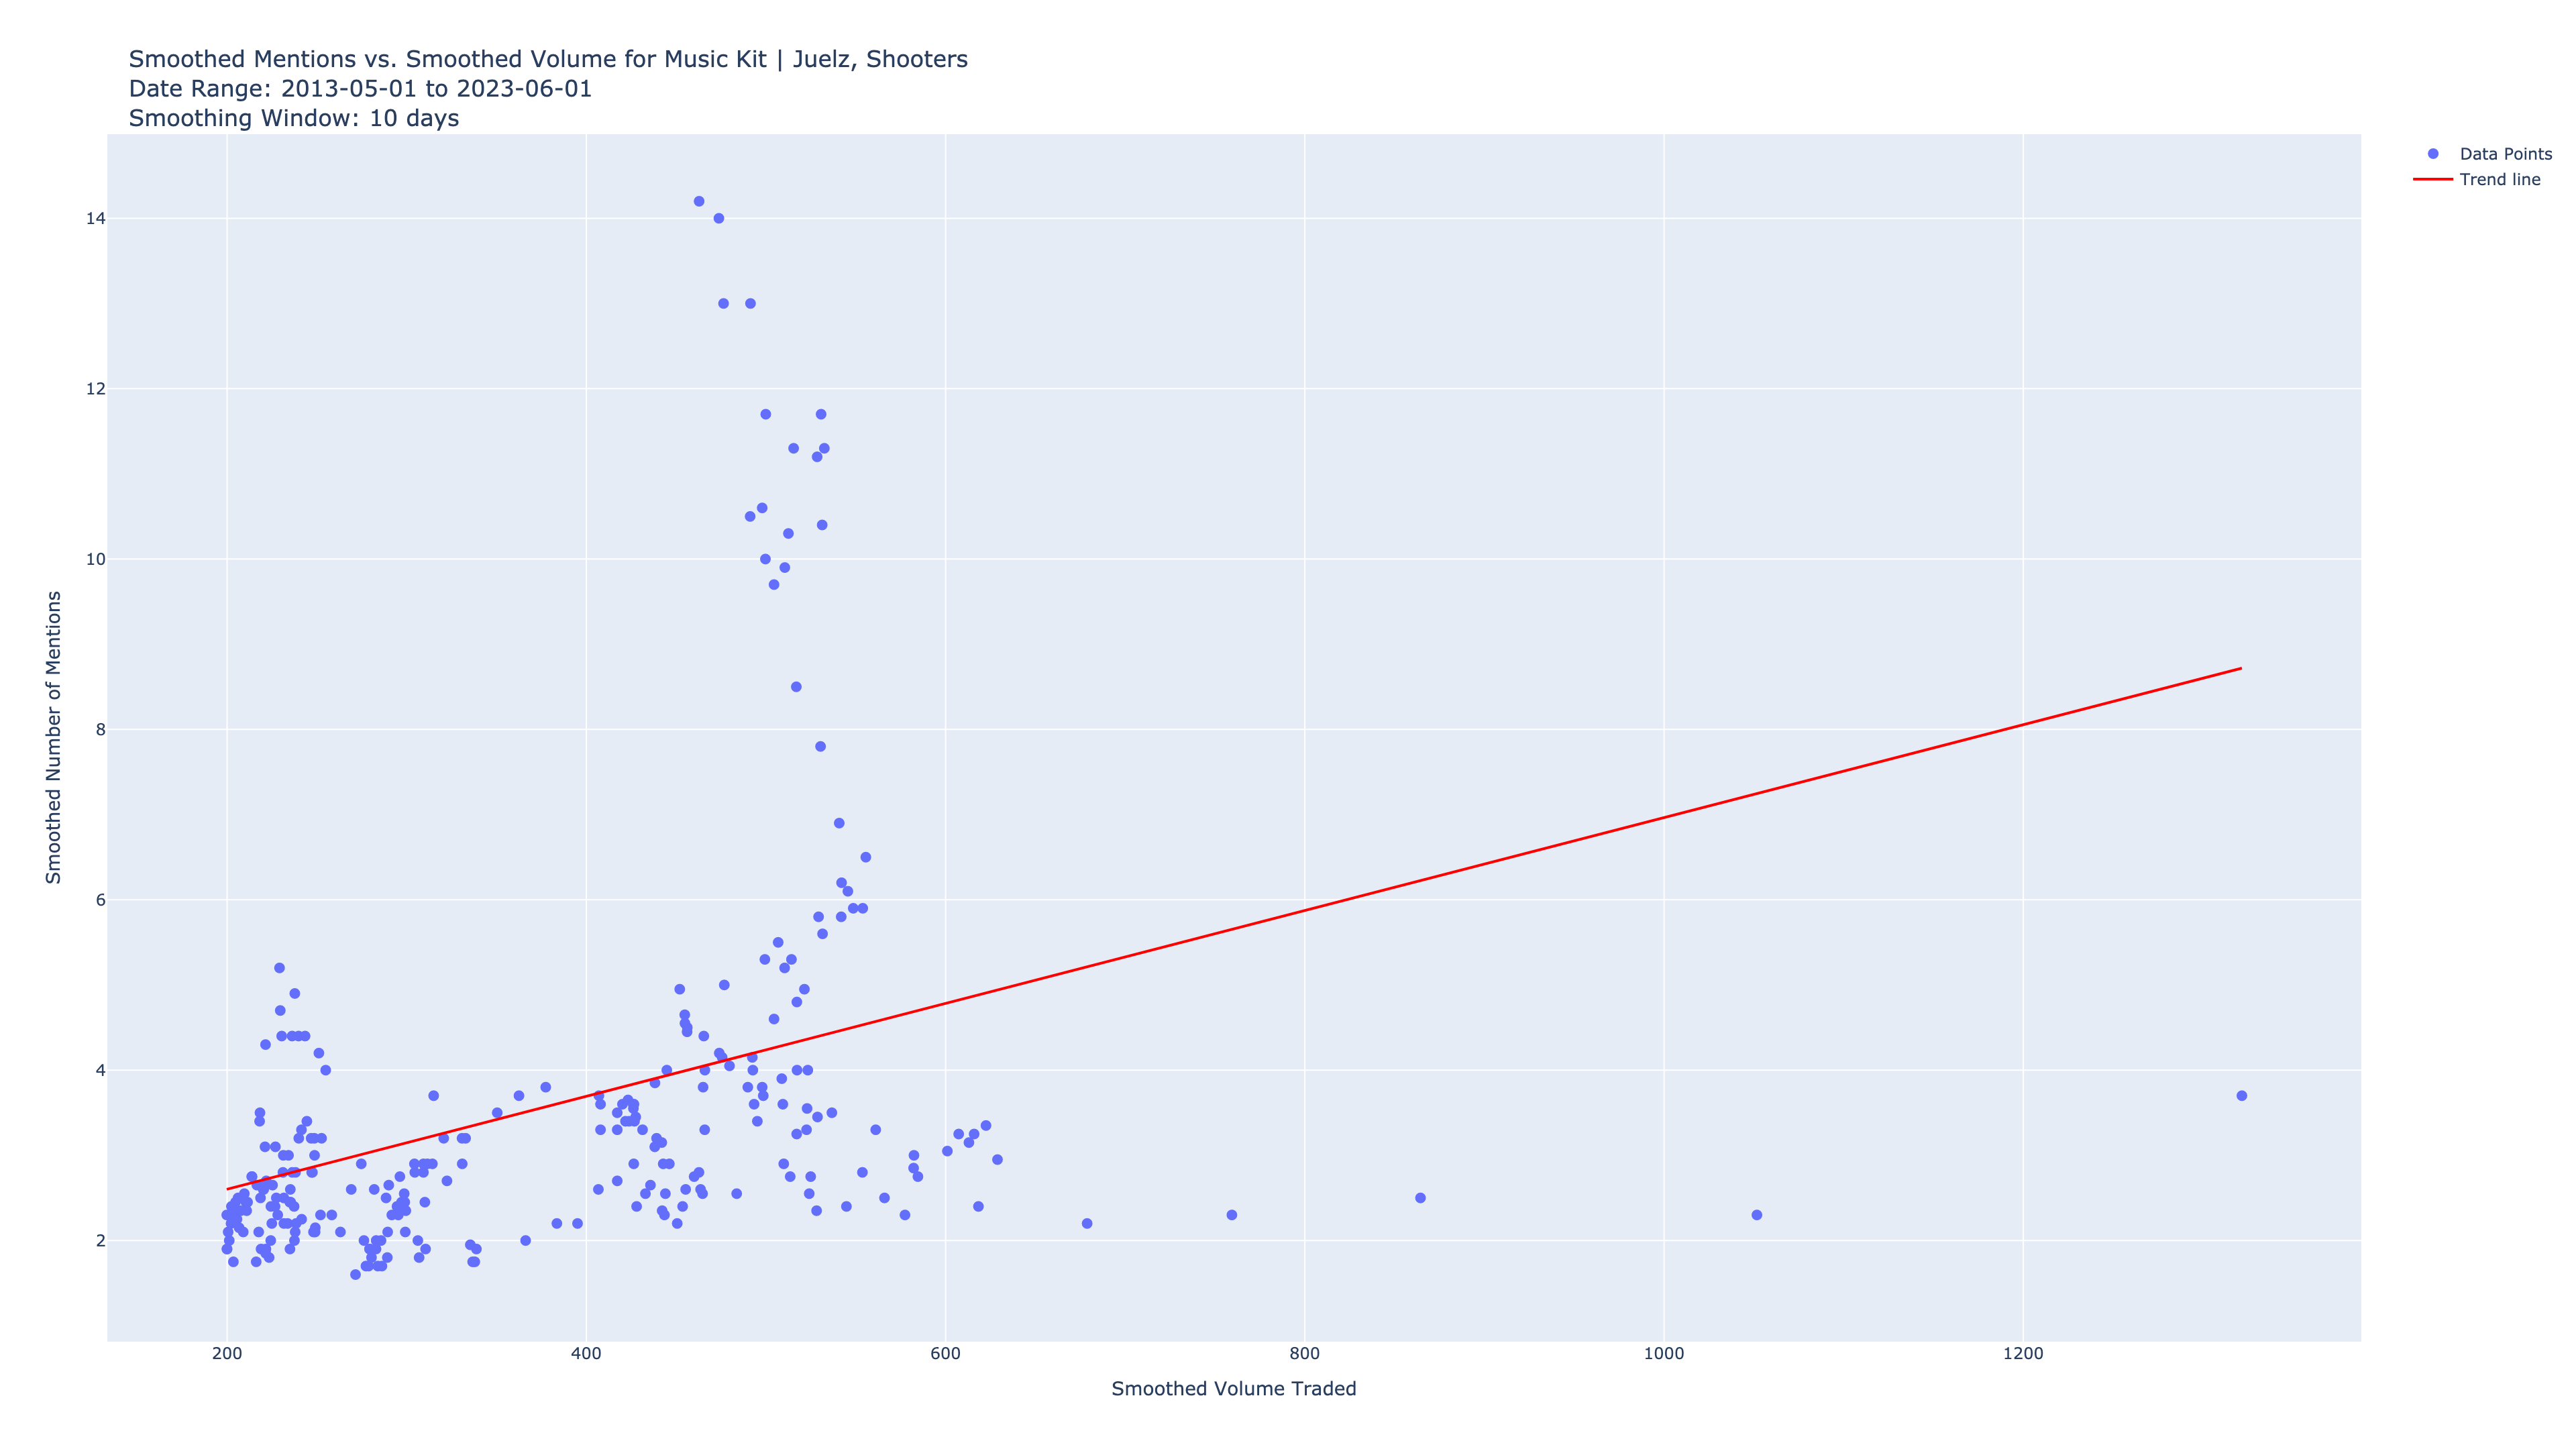 Smoothed Mentions vs. Smoothed Volume for Music Kit | Juelz, Shooters
Date Range: 2013-05-01 to 2023-06-01
Smoothing Window: 10 days
Data Points
Trend line
14
12
10
8
6
4
2
Smoothed Number of Mentions
200
400
600
800
1000
1200
Smoothed Volume Traded